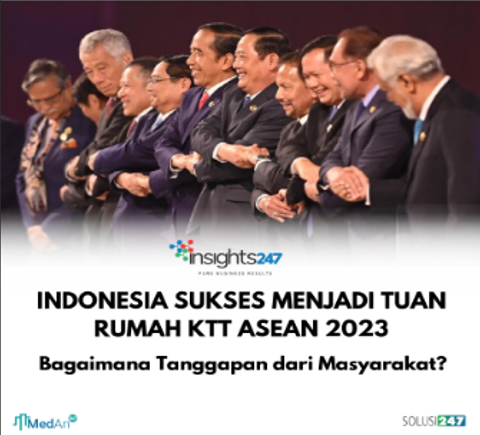 insights247
PURE BUSINESS RESULTS
INDONESIA SUKSES MENJADI TUAN
RUMAH KTT ASEAN 2023
Bagaimana Tanggapan dari Masyarakat?
MedAn
SOLUSI247